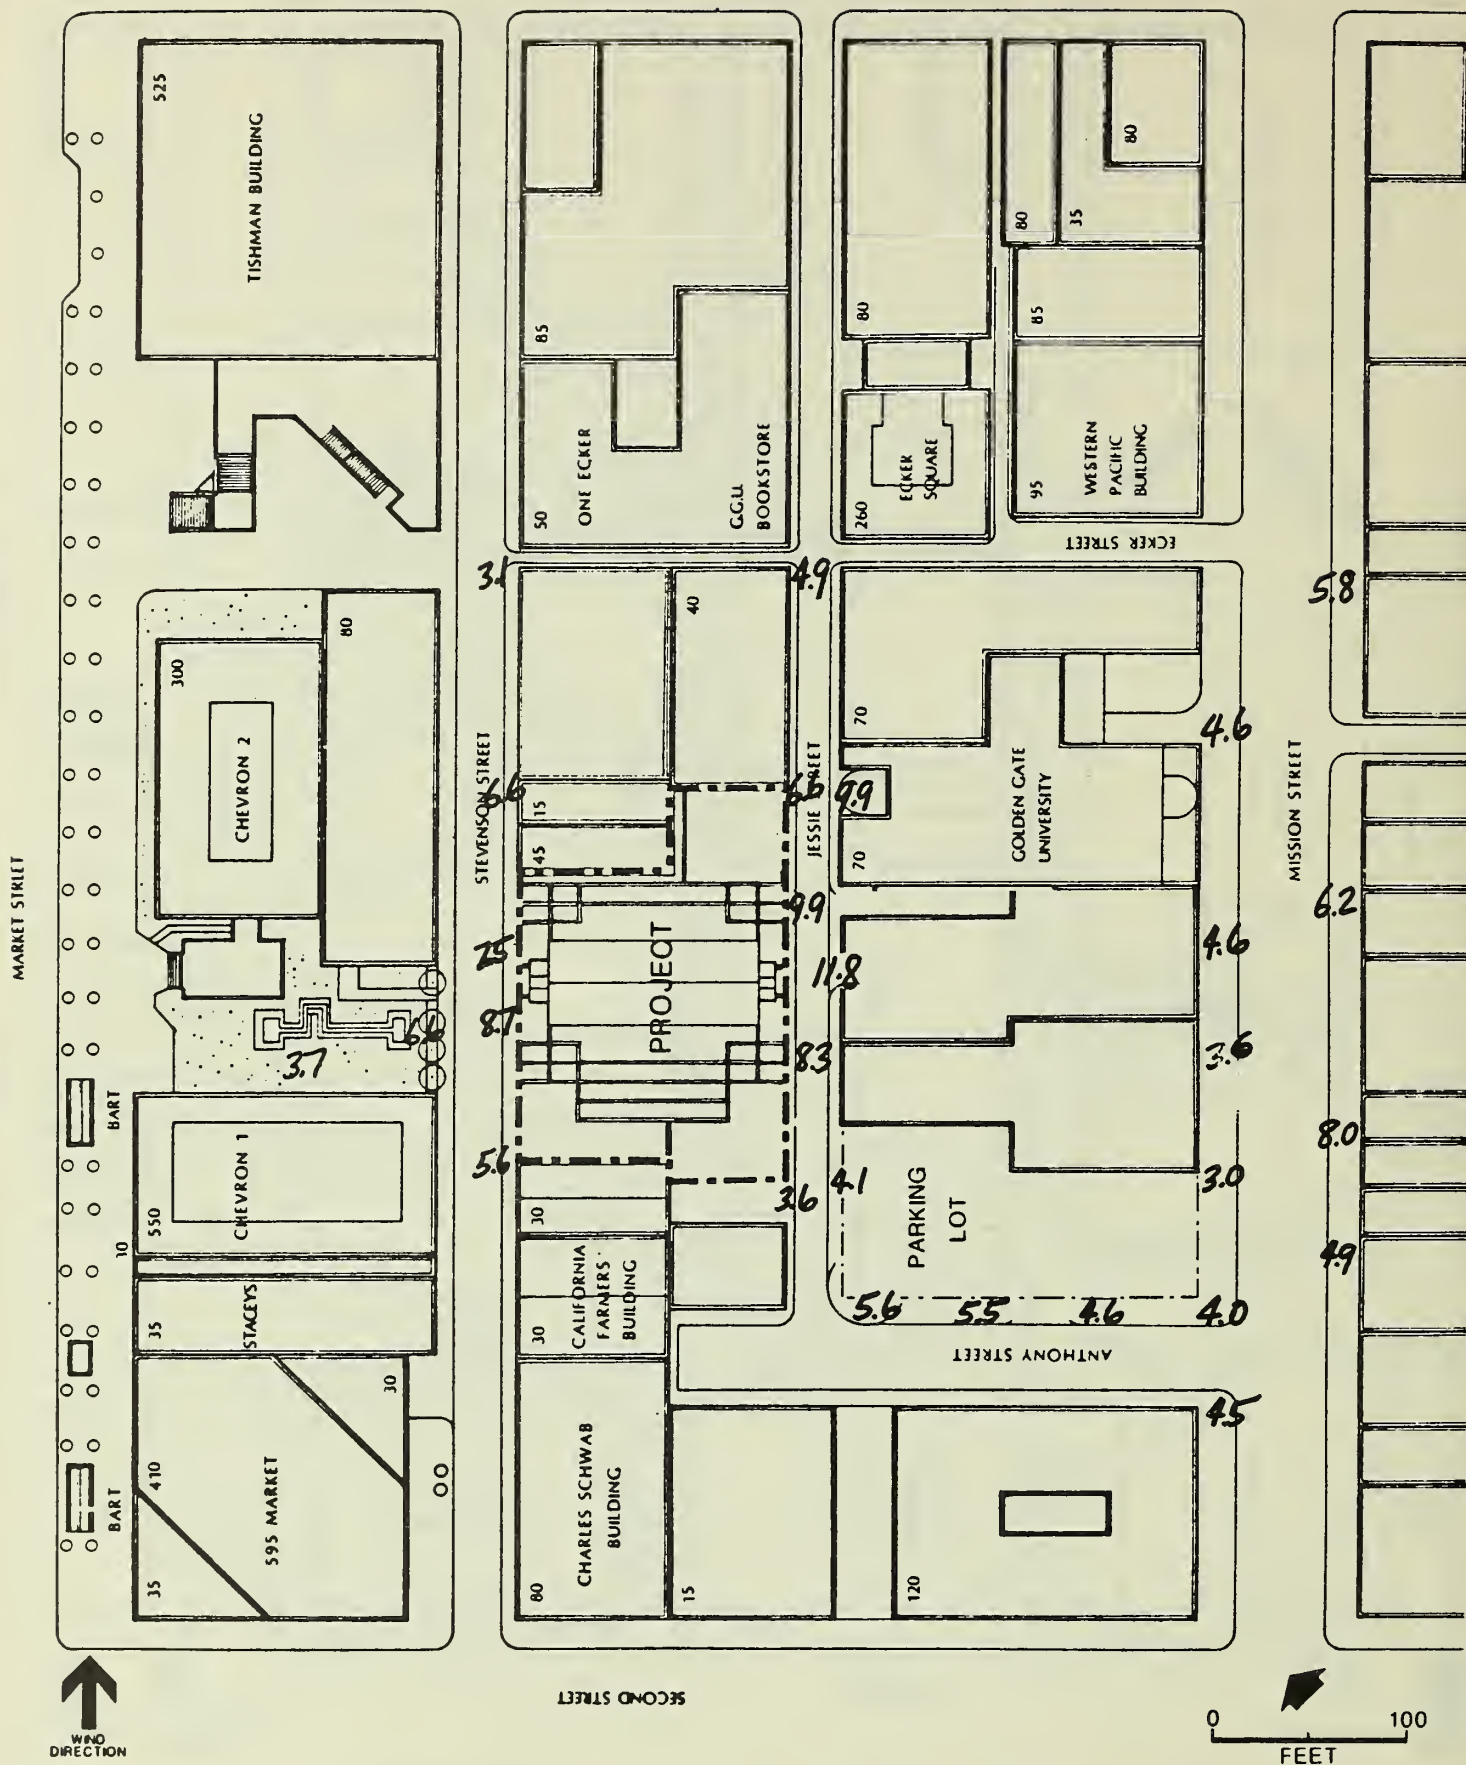 525
TISHMAN BUILDING
85
50
ONE ECKER
G.G.U.
BOOKSTORE
80
260
ECKER
SQUARE
80
35
80
85
95
WESTERN
PACIFIC
BUILDING
ECKER STREET
3.1
4.9
5.8
80
300
CHEVRON 2
40
70
STEVENSON STREET
6.6
15
45
6.6
JESSIE STREET
9.9
70
GOLDEN GATE
UNIVERSITY
4.6
MISSION STREET
MARKET STREET
PROJECT
9.9
11.8
8.3
8.7
6.6
3.7
6.2
4.6
3.6
8.0
BART
550
CHEVRON 1
10
5.6
30
3.6
4.1
PARKING
LOT
3.0
4.9
35
STACEYS
30
CALIFORNIA
FARMERS'
BUILDING
5.6
5.5
4.6
4.0
ANTHONY STREET
30
410
595 MARKET
35
BART
80
CHARLES SCHWAB
BUILDING
15
120
4.5
SECOND STREET
WIND
DIRECTION
0
100
FEET